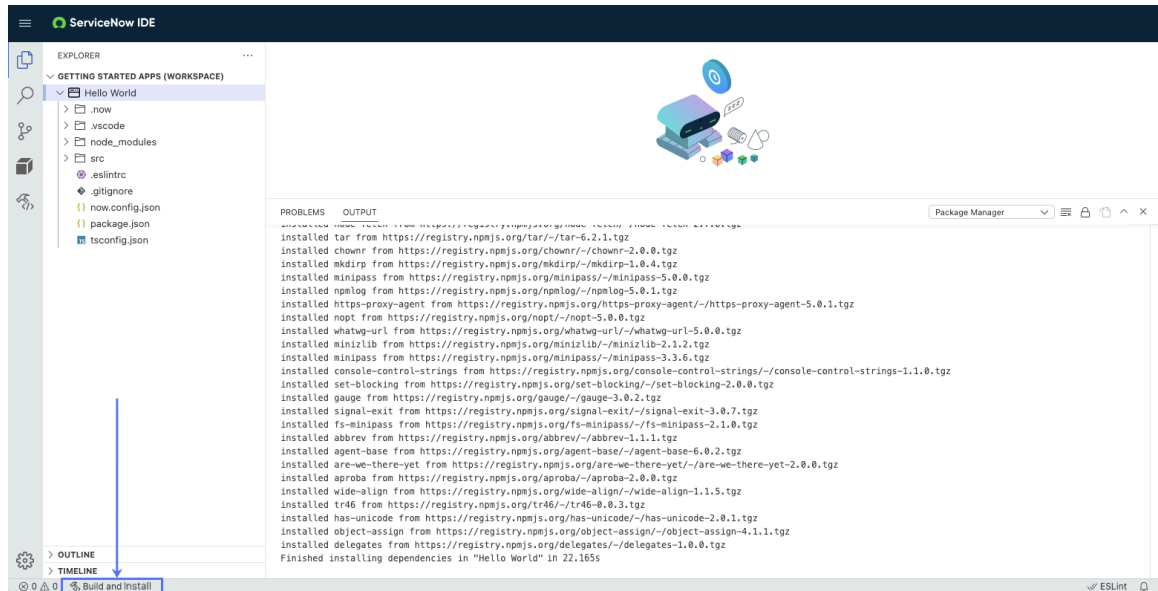 ServiceNow IDE
EXPLORER
GETTING STARTED APPS (WORKSPACE)
Hello World
.now
.vscode
node_modules
src
.eslintrc
.gitignore
now.config.json
package.json
tsconfig.json
OUTLINE
TIMELINE
zzz
PROBLEMS OUTPUT
Package Manager
installed node-fetch from https://registry.npmjs.org/node-fetch/-/node-fetch-2.7.0.tgz
installed tar from https://registry.npmjs.org/tar/-/tar-6.2.1.tgz
installed chownr from https://registry.npmjs.org/chownr/-/chownr-2.0.0.tgz
installed mkdirp from https://registry.npmjs.org/mkdirp/-/mkdirp-1.0.4.tgz
installed minipass from https://registry.npmjs.org/minipass/-/minipass-5.0.0.tgz
installed npmlog from https://registry.npmjs.org/npmlog/-/npmlog-5.0.1.tgz
installed https-proxy-agent from https://registry.npmjs.org/https-proxy-agent/-/https-proxy-agent-5.0.1.tgz
installed nopt from https://registry.npmjs.org/nopt/-/nopt-5.0.0.tgz
installed whatwg-url from https://registry.npmjs.org/whatwg-url/-/whatwg-url-5.0.0.tgz
installed minizlib from https://registry.npmjs.org/minizlib/-/minizlib-2.1.2.tgz
installed minipass from https://registry.npmjs.org/minipass/-/minipass-3.3.6.tgz
installed console-control-strings from https://registry.npmjs.org/console-control-strings/-/console-control-strings-1.1.0.tgz
installed set-blocking from https://registry.npmjs.org/set-blocking/-/set-blocking-2.0.0.tgz
installed gauge from https://registry.npmjs.org/gauge/-/gauge-3.0.2.tgz
installed signal-exit from https://registry.npmjs.org/signal-exit/-/signal-exit-3.0.7.tgz
installed fs-minipass from https://registry.npmjs.org/fs-minipass/-/fs-minipass-2.1.0.tgz
installed abbrev from https://registry.npmjs.org/abbrev/-/abbrev-1.1.1.tgz
installed agent-base from https://registry.npmjs.org/agent-base/-/agent-base-6.0.2.tgz
installed are-we-there-yet from https://registry.npmjs.org/are-we-there-yet/-/are-we-there-yet-2.0.0.tgz
installed aproba from https://registry.npmjs.org/aproba/-/aproba-2.0.0.tgz
installed wide-align from https://registry.npmjs.org/wide-align/-/wide-align-1.1.5.tgz
installed tr46 from https://registry.npmjs.org/tr46/-/tr46-0.0.3.tgz
installed has-unicode from https://registry.npmjs.org/has-unicode/-/has-unicode-2.0.1.tgz
installed object-assign from https://registry.npmjs.org/object-assign/-/object-assign-4.1.1.tgz
installed delegates from https://registry.npmjs.org/delegates/-/delegates-1.0.0.tgz
Finished installing dependencies in "Hello World" in 22.165s
0 0 Build and Install
ESLint